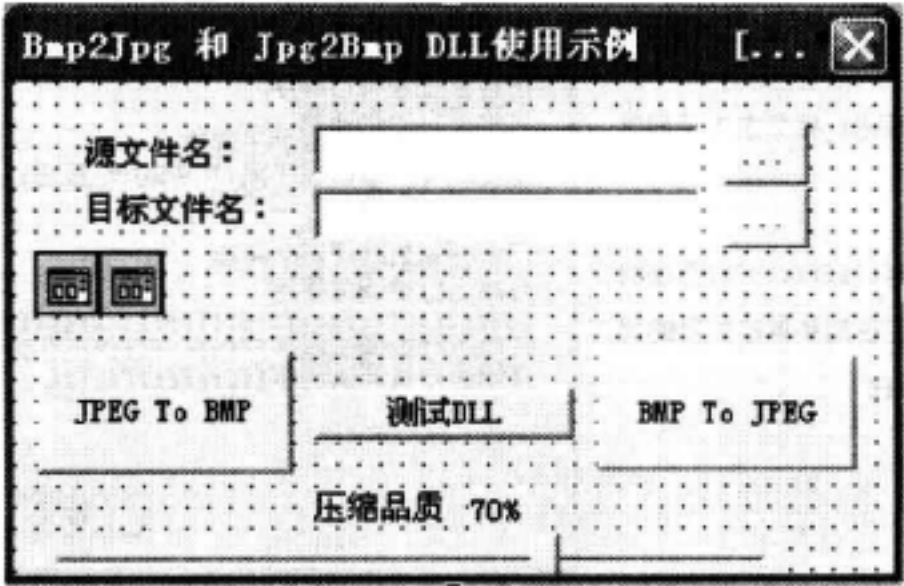 Bmp2Jpg 和 Jpg2Bmp DLL使用示例 [...
源文件名： ...
目标文件名： ...
JPEG To BMP 测试DLL BMP To JPEG
压缩品质 70%